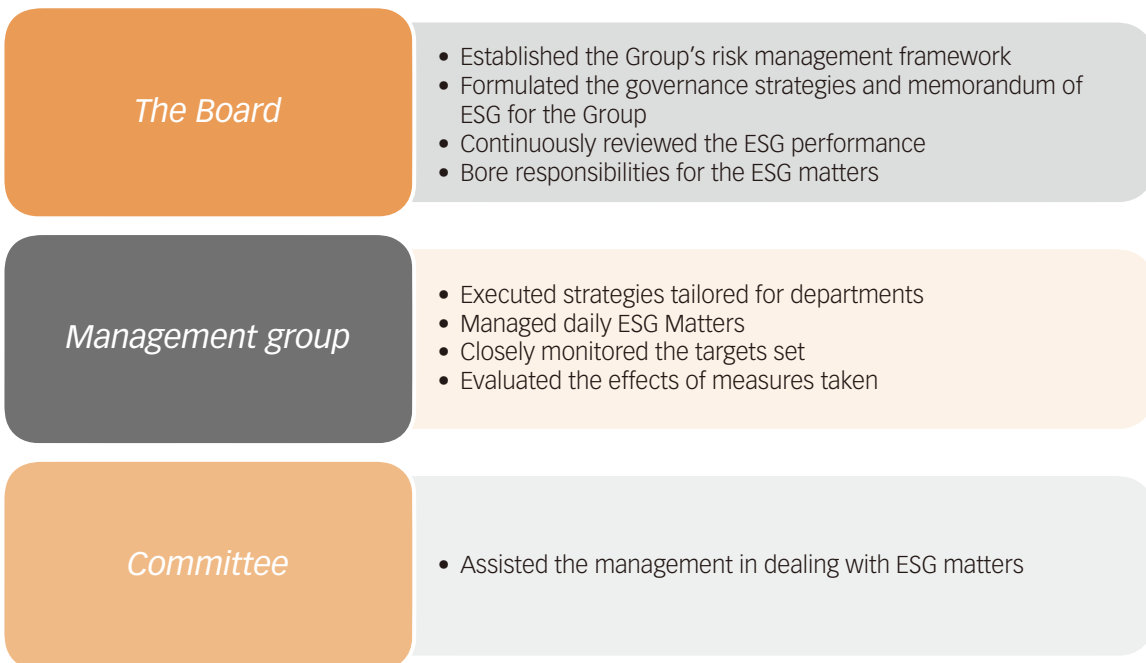 The Board
• Established the Group’s risk management framework
• Formulated the governance strategies and memorandum of
ESG for the Group
• Continuously reviewed the ESG performance
• Bore responsibilities for the ESG matters
Management group
• Executed strategies tailored for departments
• Managed daily ESG Matters
• Closely monitored the targets set
• Evaluated the effects of measures taken
Committee
• Assisted the management in dealing with ESG matters